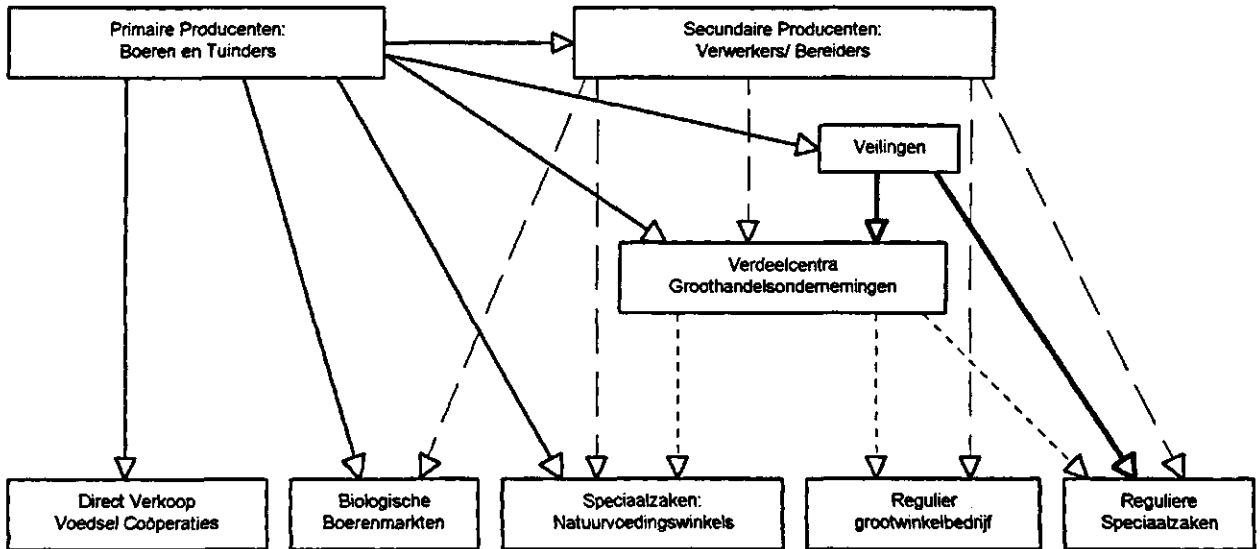 Primaire Producenten:
Boeren en Tuinders
Secundaire Producenten:
Verwerkers/ Bereiders
Veilingen
Verdeelcentra
Groothandelsondernemingen
Direct Verkoop
Voedsel Coöperaties
Biologische
Boerenmarkten
Speciaalzaken:
Natuurvoedingswinkels
Regulier
grootwinkelbedrijf
Reguliere
Speciaalzaken